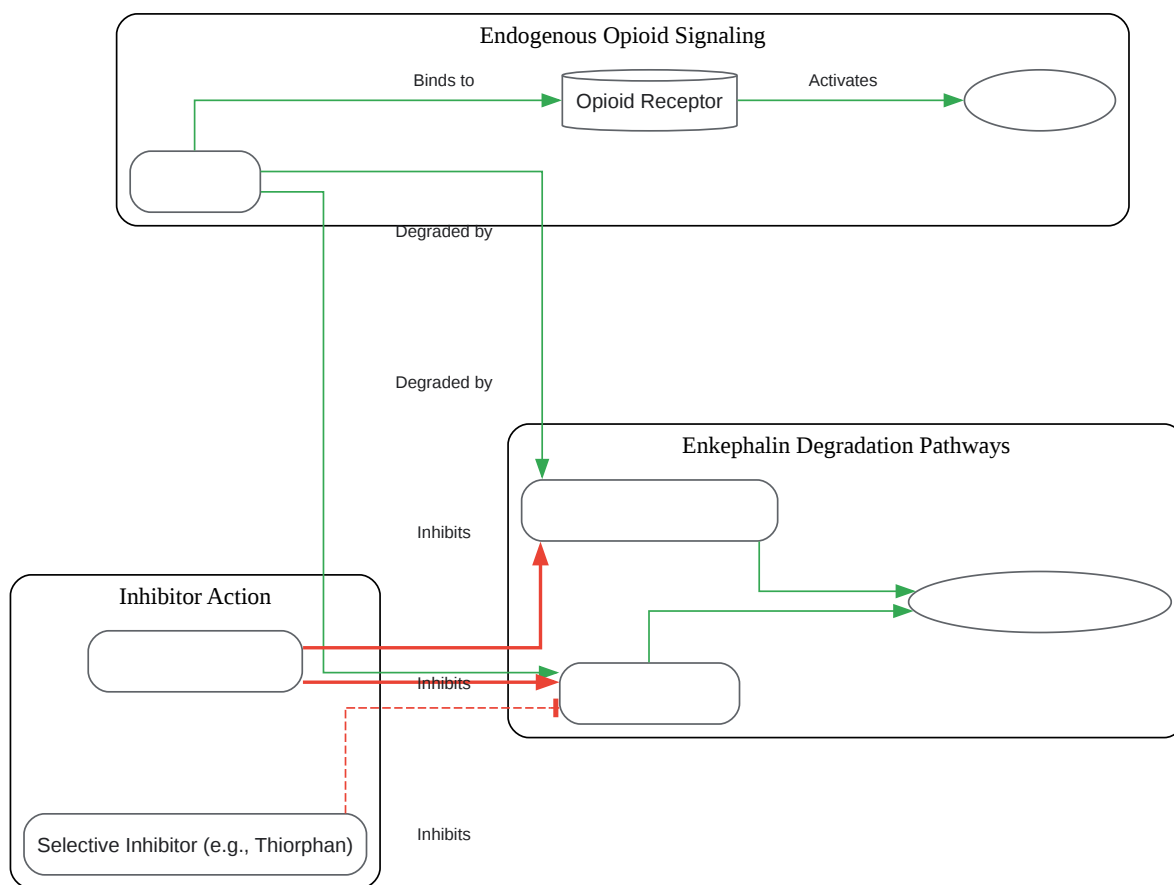 Endogenous Opioid Signaling
Binds to
Opioid Receptor
Activates
Degraded by
Degraded by
Enkephalin Degradation Pathways
Inhibits
Inhibitor Action
Inhibits
Selective Inhibitor (e.g., Thiorphan)
Inhibits